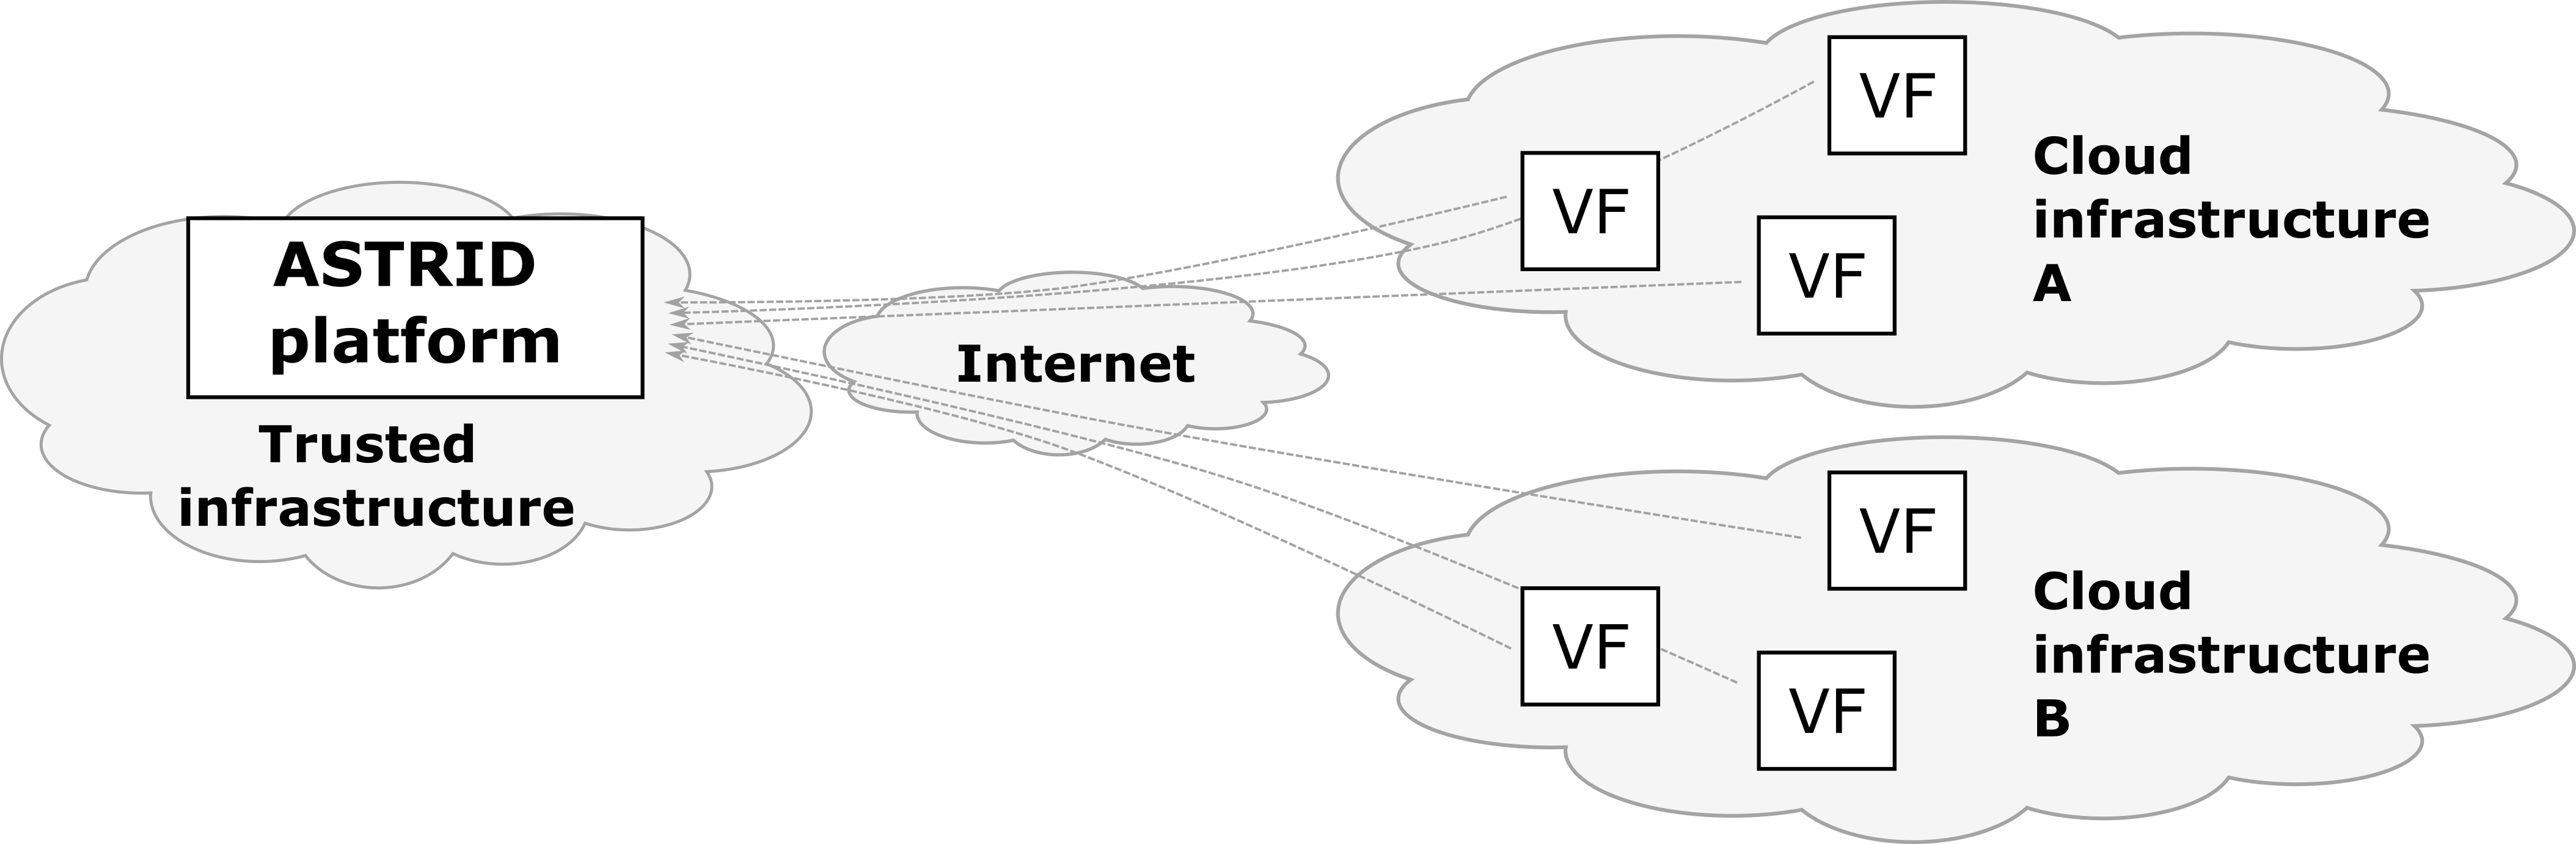 ASTRID
platform
Trusted
infrastructure
Internet
VF
VF
VF
Cloud
infrastructure
A
VF
VF
VF
Cloud
infrastructure
B